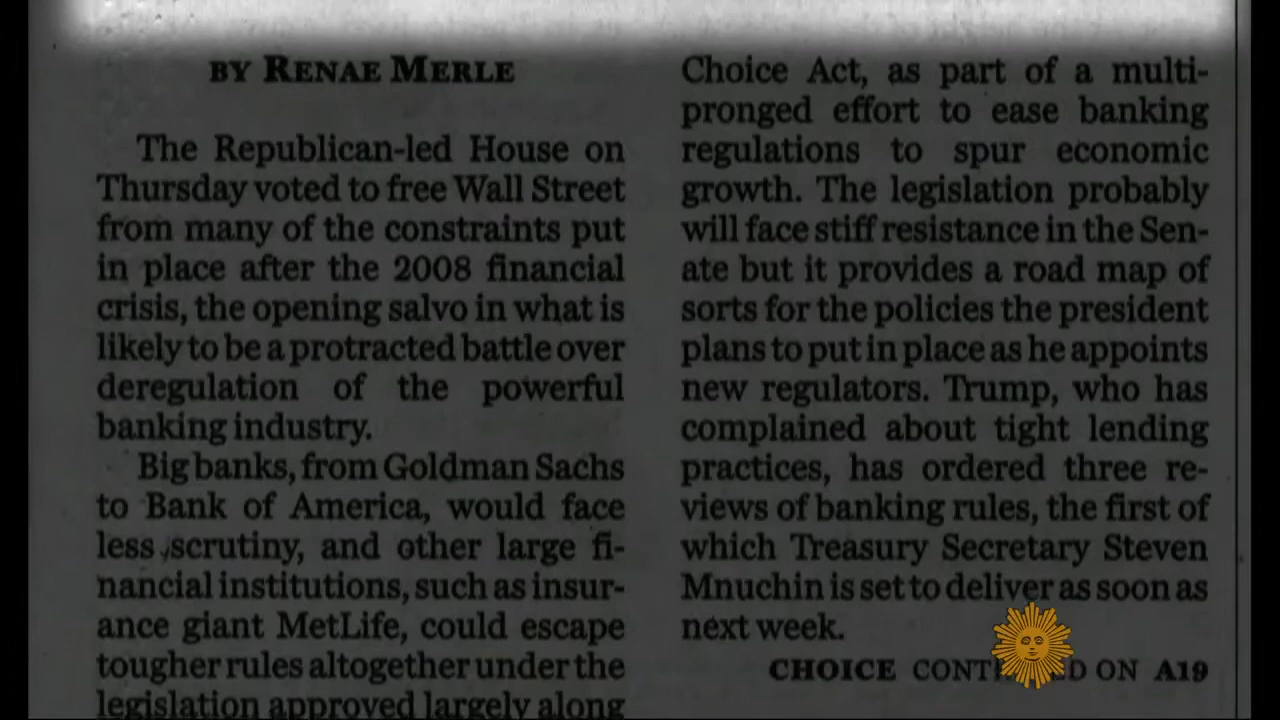 BY RENAE MERLE
The Republican-led House on
Thursday voted to free Wall Street
from many of the constraints put
in place after the 2008 financial
crisis, the opening salvo in what is
likely to be a protracted battle over
deregulation of the powerful
banking industry.
Big banks, from Goldman Sachs
to Bank of America, would face
less scrutiny, and other large fi-
nancial institutions, such as insur-
ance giant MetLife, could escape
tougher rules altogether under the
legislation approved largely along
Choice Act, as part of a multi-
pronged effort to ease banking
regulations to spur economic
growth. The legislation probably
will face stiff resistance in the Sen-
ate but it provides a road map of
sorts for the policies the president
plans to put in place as he appoints
new regulators. Trump, who has
complained about tight lending
practices, has ordered three re-
views of banking rules, the first of
which Treasury Secretary Steven
Mnuchin is set to deliver as soon as
next week.
CHOICE ON A19